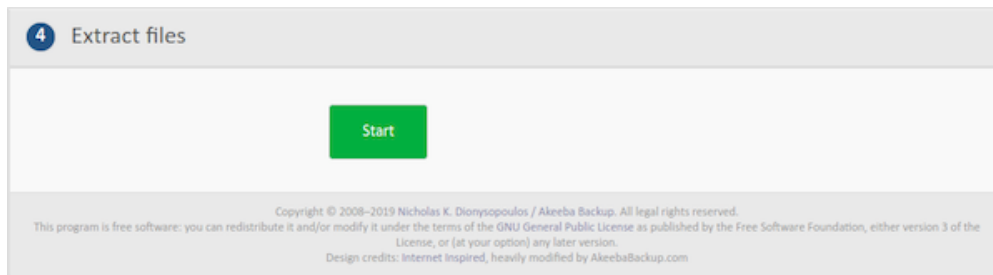 4 Extract files
Start
Copyright © 2008–2019 Nicholas K. Dionysopoulos / Akeeba Backup. All legal rights reserved.
This program is free software: you can redistribute it and/or modify it under the terms of the GNU General Public License as published by the Free Software Foundation, either version 3 of the
License, or (at your option) any later version.
Design credits: Internet Inspired, heavily modified by AkeebaBackup.com